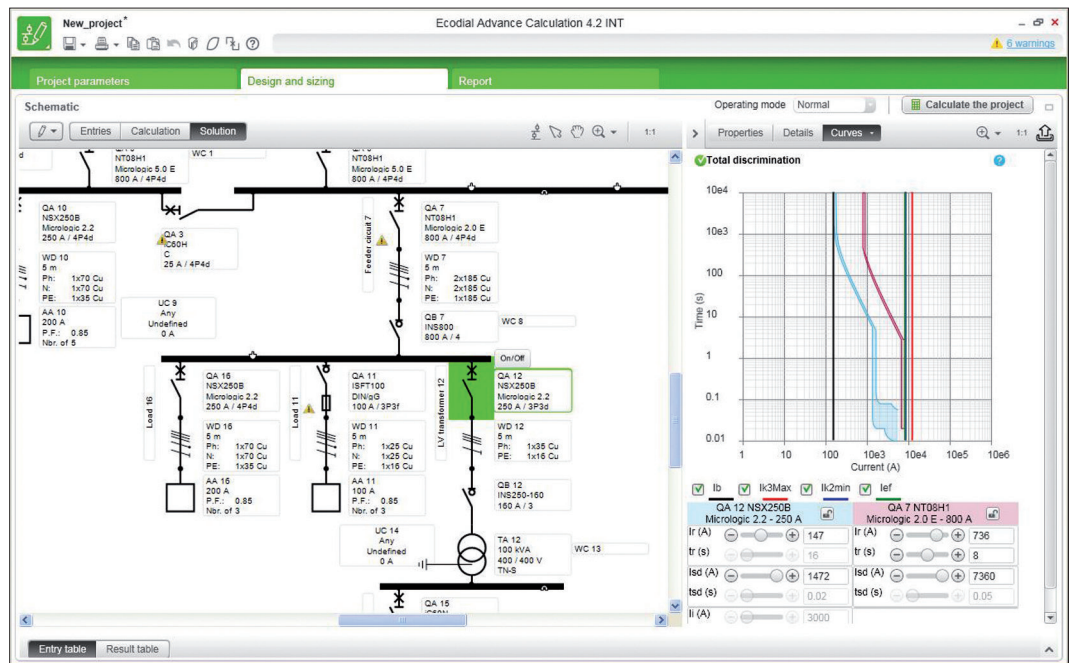 New_project*
Ecodial Advance Calculation 4.2 INT
6 warnings
Project parameters
Design and sizing
Report
Schematic
Operating mode Normal
Calculate the project
Entries Calculation Solution
1:1
Properties Details Curves
1:1
d
NT08H1
Micrologic 5.0 E
800 A / 4P4d
WC 1
NT08H1
Micrologic 5.0 E
800 A / 4P4d
QA 10
NSX250B
Micrologic 2.2
250 A / 4P4d
QA 3
iC60H
C
25 A / 4P4d
Feeder circuit 7
QA 7
NT08H1
Micrologic 2.0 E
800 A / 4P4d
WD 10
5 m
Ph: 1x70 Cu
N: 1x70 Cu
PE: 1x35 Cu
WD 7
5 m
Ph: 2x185 Cu
N: 2x185 Cu
PE: 1x185 Cu
AA 10
200 A
P.F.: 0.85
Nbr. of 5
UC 9
Any
Undefined
0 A
QB 7
INS800
800 A / 4
WC 8
On/Off
Load 16
QA 16
NSX250B
Micrologic 2.2
250 A / 4P4d
Load 11
QA 11
ISFT100
DIN/gG
100 A / 3P3f
LV transformer 12
QA 12
NSX250B
Micrologic 2.2
250 A / 3P3d
WD 16
5 m
Ph: 1x70 Cu
N: 1x70 Cu
PE: 1x35 Cu
WD 11
5 m
Ph: 1x25 Cu
N: 1x25 Cu
PE: 1x16 Cu
WD 12
5 m
Ph: 1x35 Cu
PE: 1x16 Cu
AA 16
200 A
P.F.: 0.85
Nbr. of 3
AA 11
100 A
P.F.: 0.85
Nbr. of 3
QB 12
INS250-160
160 A / 3
UC 14
Any
Undefined
0 A
TA 12
100 kVA
400 / 400 V
TN-S
WC 13
QA 15
Total discrimination
10e4
10e3
100
10
1
0.1
0.01
Time (s)
1 10 100 10e3 10e4 10e5 10e6
Current (A)
Ib Ik3Max Ik2min Ief
QA 12 NSX250B
Micrologic 2.2 - 250 A
QA 7 NT08H1
Micrologic 2.0 E - 800 A
Ir (A) 147
Ir (A) 736
tr (s) 16
tr (s) 8
Isd (A) 1472
Isd (A) 7360
tsd (s) 0.02
tsd (s) 0.05
Ii (A) 3000
Entry table Result table